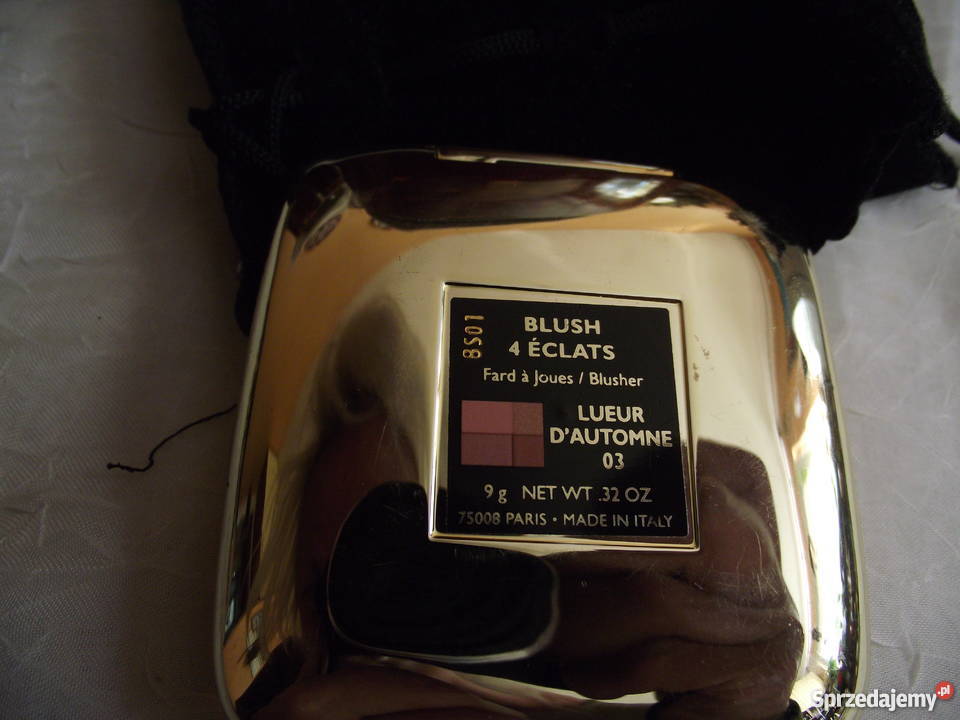 BS01
BLUSH
4 ÉCLATS
Fard à Joues / Blusher
LUEUR
D'AUTOMNE
03
9 g NET WT .32 OZ
75008 PARIS • MADE IN ITALY
Sprzedajemy.pl